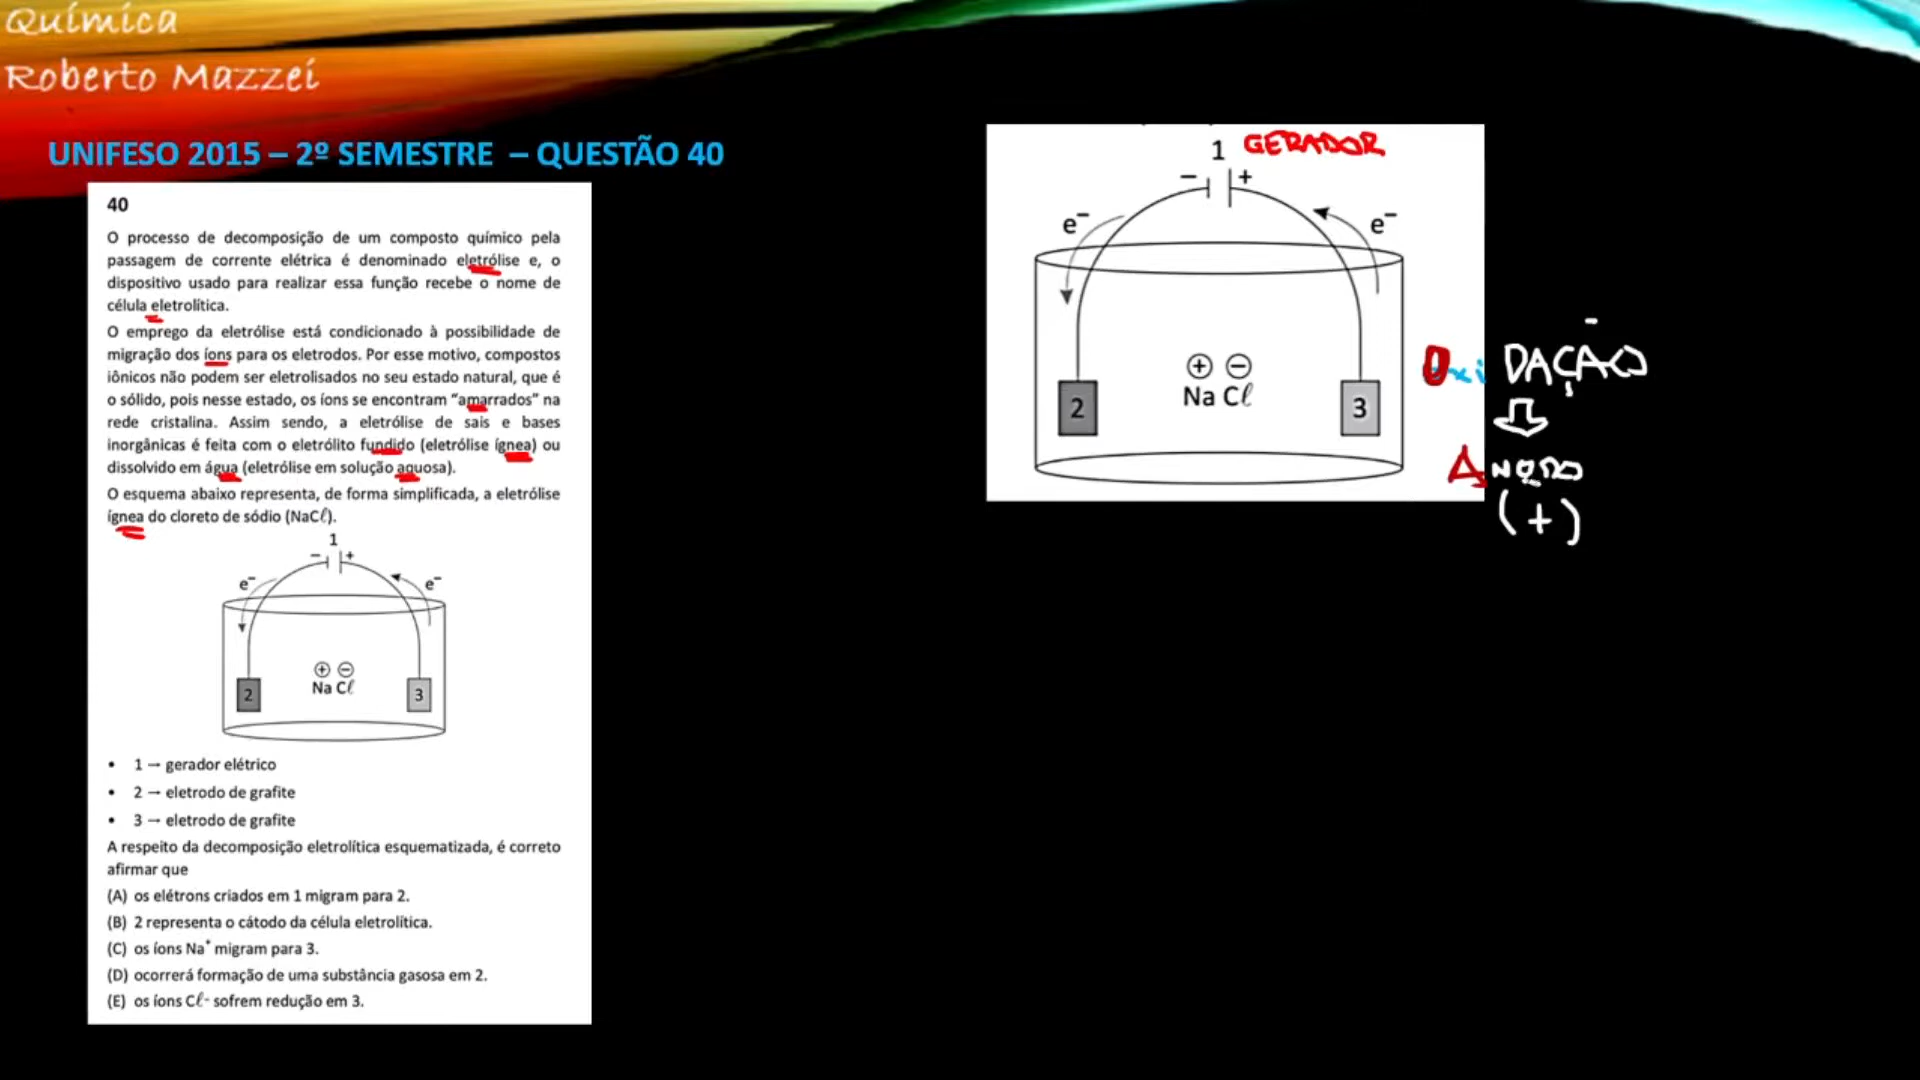 Química
Roberto Mazzei
UNIFESO 2015 – 2º SEMESTRE – QUESTÃO 40
40
O processo de decomposição de um composto químico pela
passagem de corrente elétrica é denominado eletrólise e, o
dispositivo usado para realizar essa função recebe o nome de
célula eletrolítica.
O emprego da eletrólise está condicionado à possibilidade de
migração dos íons para os eletrodos. Por esse motivo, compostos
iônicos não podem ser eletrolisados no seu estado natural, que é
o sólido, pois nesse estado, os íons se encontram “amarrados” na
rede cristalina. Assim sendo, a eletrólise de sais e bases
inorgânicas é feita com o eletrólito fundido (eletrólise ígnea) ou
dissolvido em água (eletrólise em solução aquosa).
O esquema abaixo representa, de forma simplificada, a eletrólise
ígnea do cloreto de sódio (NaCℓ).
1
− +
e⁻ e⁻
⊕ ⊖
Na Cℓ
2 3
• 1 → gerador elétrico
• 2 → eletrodo de grafite
• 3 → eletrodo de grafite
A respeito da decomposição eletrolítica esquematizada, é correto
afirmar que
(A) os elétrons criados em 1 migram para 2.
(B) 2 representa o cátodo da célula eletrolítica.
(C) os íons Na⁺ migram para 3.
(D) ocorrerá formação de uma substância gasosa em 2.
(E) os íons Cℓ⁻ sofrem redução em 3.
1 GERADOR
− +
e⁻ e⁻
⊕ ⊖
Na Cℓ
2 3
OxiDAÇÃO
ANODO
(+)